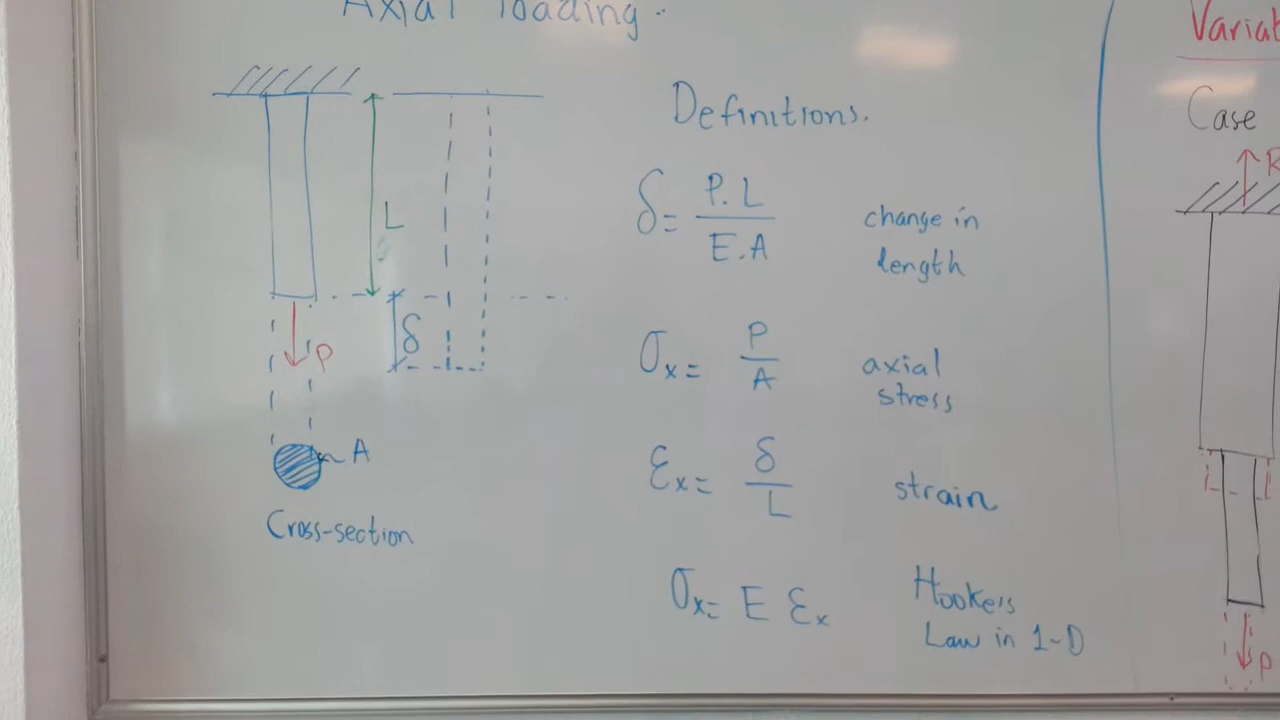 Axial loading.
L
δ
P
A
Cross-section
Definitions.
δ = P.L / E.A change in length
σx = P / A axial stress
εx = δ / L strain
σx = E εx Hooke's Law in 1-D
Case
R
P